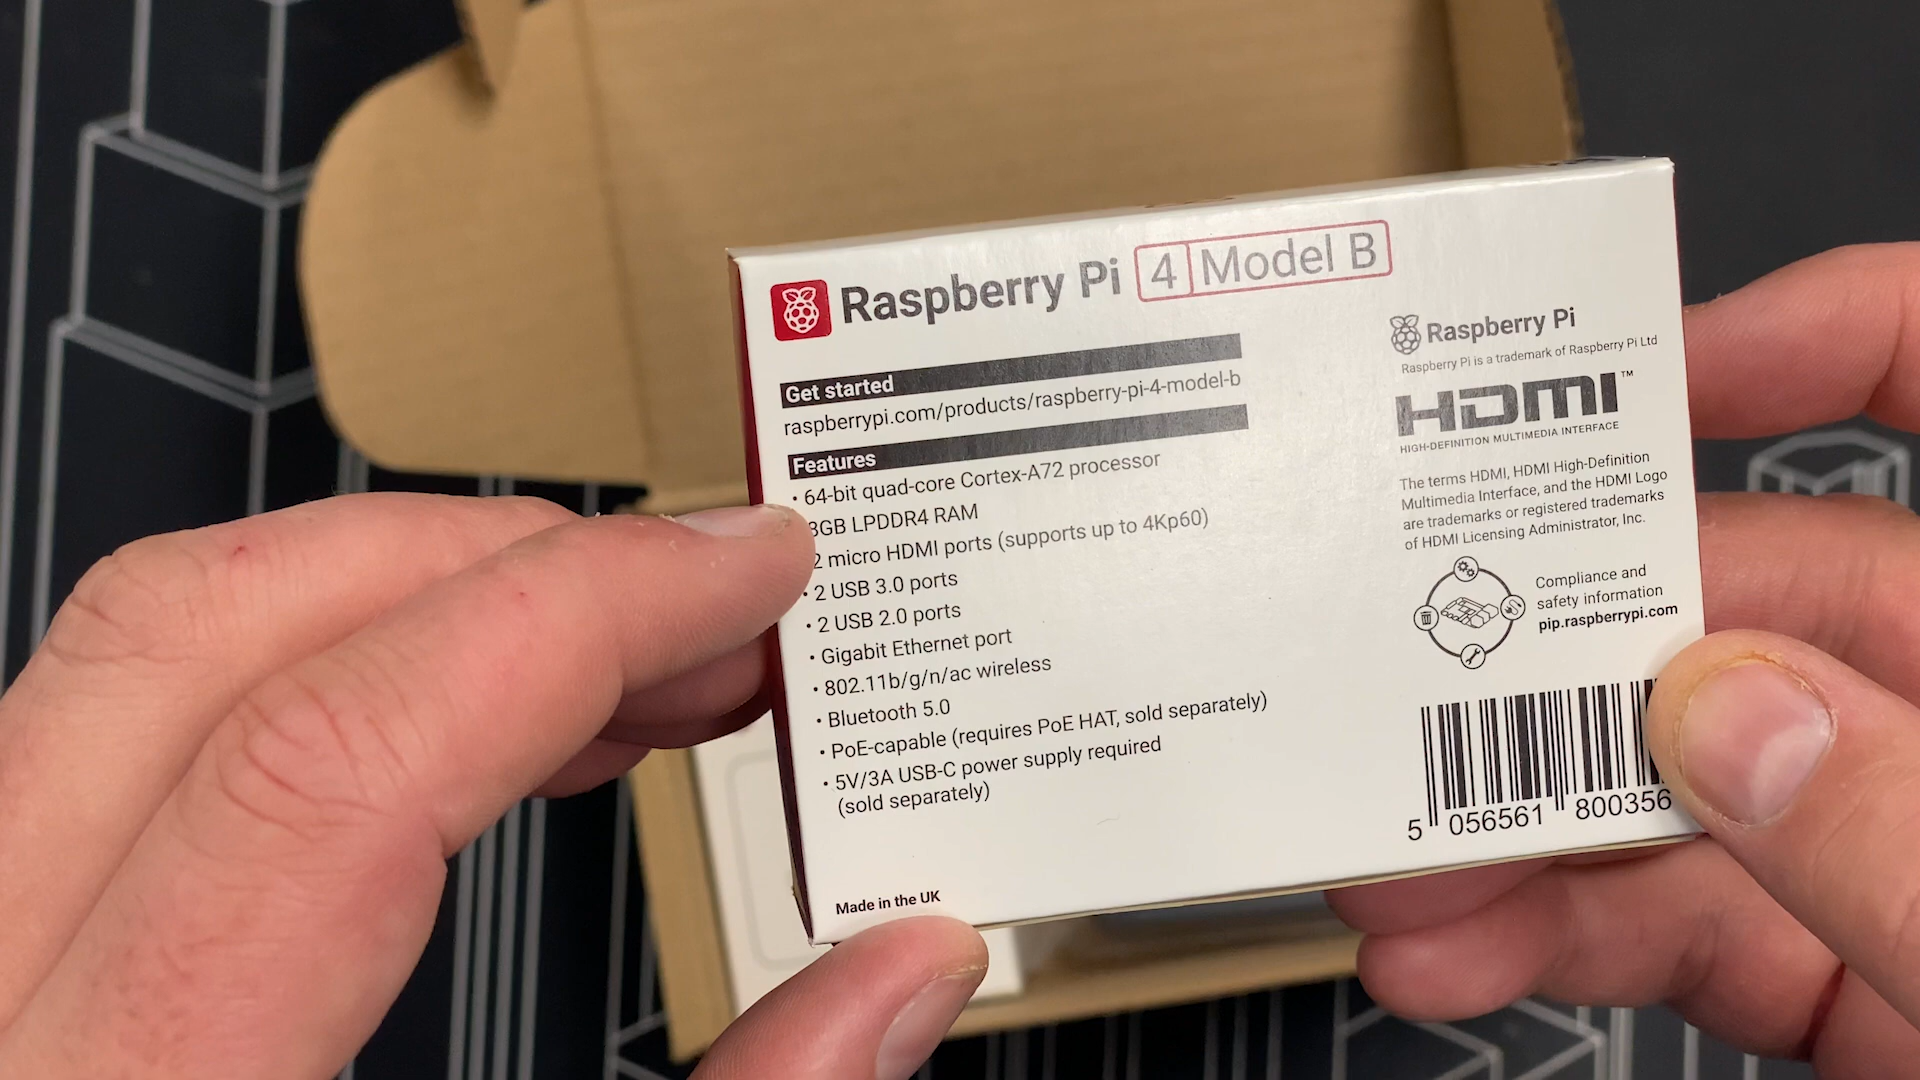 Raspberry Pi 4 Model B
Get started
raspberrypi.com/products/raspberry-pi-4-model-b
Features
• 64-bit quad-core Cortex-A72 processor
GB LPDDR4 RAM
2 micro HDMI ports (supports up to 4Kp60)
• 2 USB 3.0 ports
• 2 USB 2.0 ports
• Gigabit Ethernet port
• 802.11b/g/n/ac wireless
• Bluetooth 5.0
• PoE-capable (requires PoE HAT, sold separately)
• 5V/3A USB-C power supply required
(sold separately)
Made in the UK
Raspberry Pi
Raspberry Pi is a trademark of Raspberry Pi Ltd
HDMI™
HIGH-DEFINITION MULTIMEDIA INTERFACE
The terms HDMI, HDMI High-Definition
Multimedia Interface, and the HDMI Logo
are trademarks or registered trademarks
of HDMI Licensing Administrator, Inc.
Compliance and
safety information
pip.raspberrypi.com
5 056561 800356